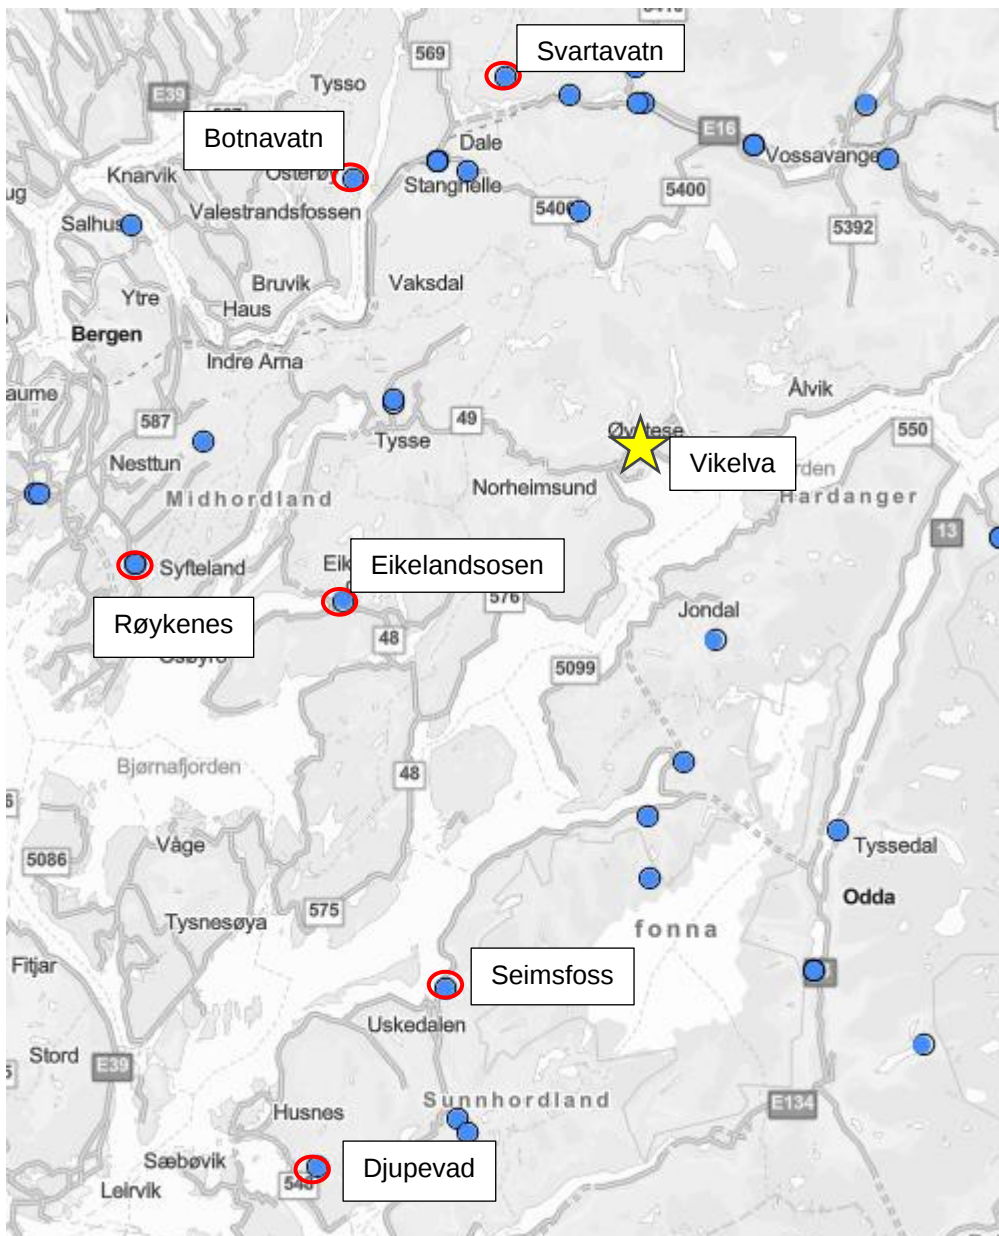 569
Svartavatn
Tysso
E39
Botnavatn
Dale
E16
Vossavange
Knarvik
Stanghelle
5400
5400
Valestrandsfossen
Salhus
5392
Vaksdal
Bruvik
Ytre
Haus
Bergen
Indre Arna
Ålvik
aume
587
49
550
Tysse
Nesttun
Vikelva
Norheimsund
Midhordland
Hardanger
13
Syfteland
Eikelandsosen
Røykenes
576
Jondal
48
5099
Bjørnafjorden
48
Våge
5086
Tyssedal
Odda
575
Tysnesøya
fonna
Fitjar
Seimsfoss
Uskedalen
Stord
E39
Sunnhordland
E134
Husnes
Sæbøvik
Djupevad
Leirvik